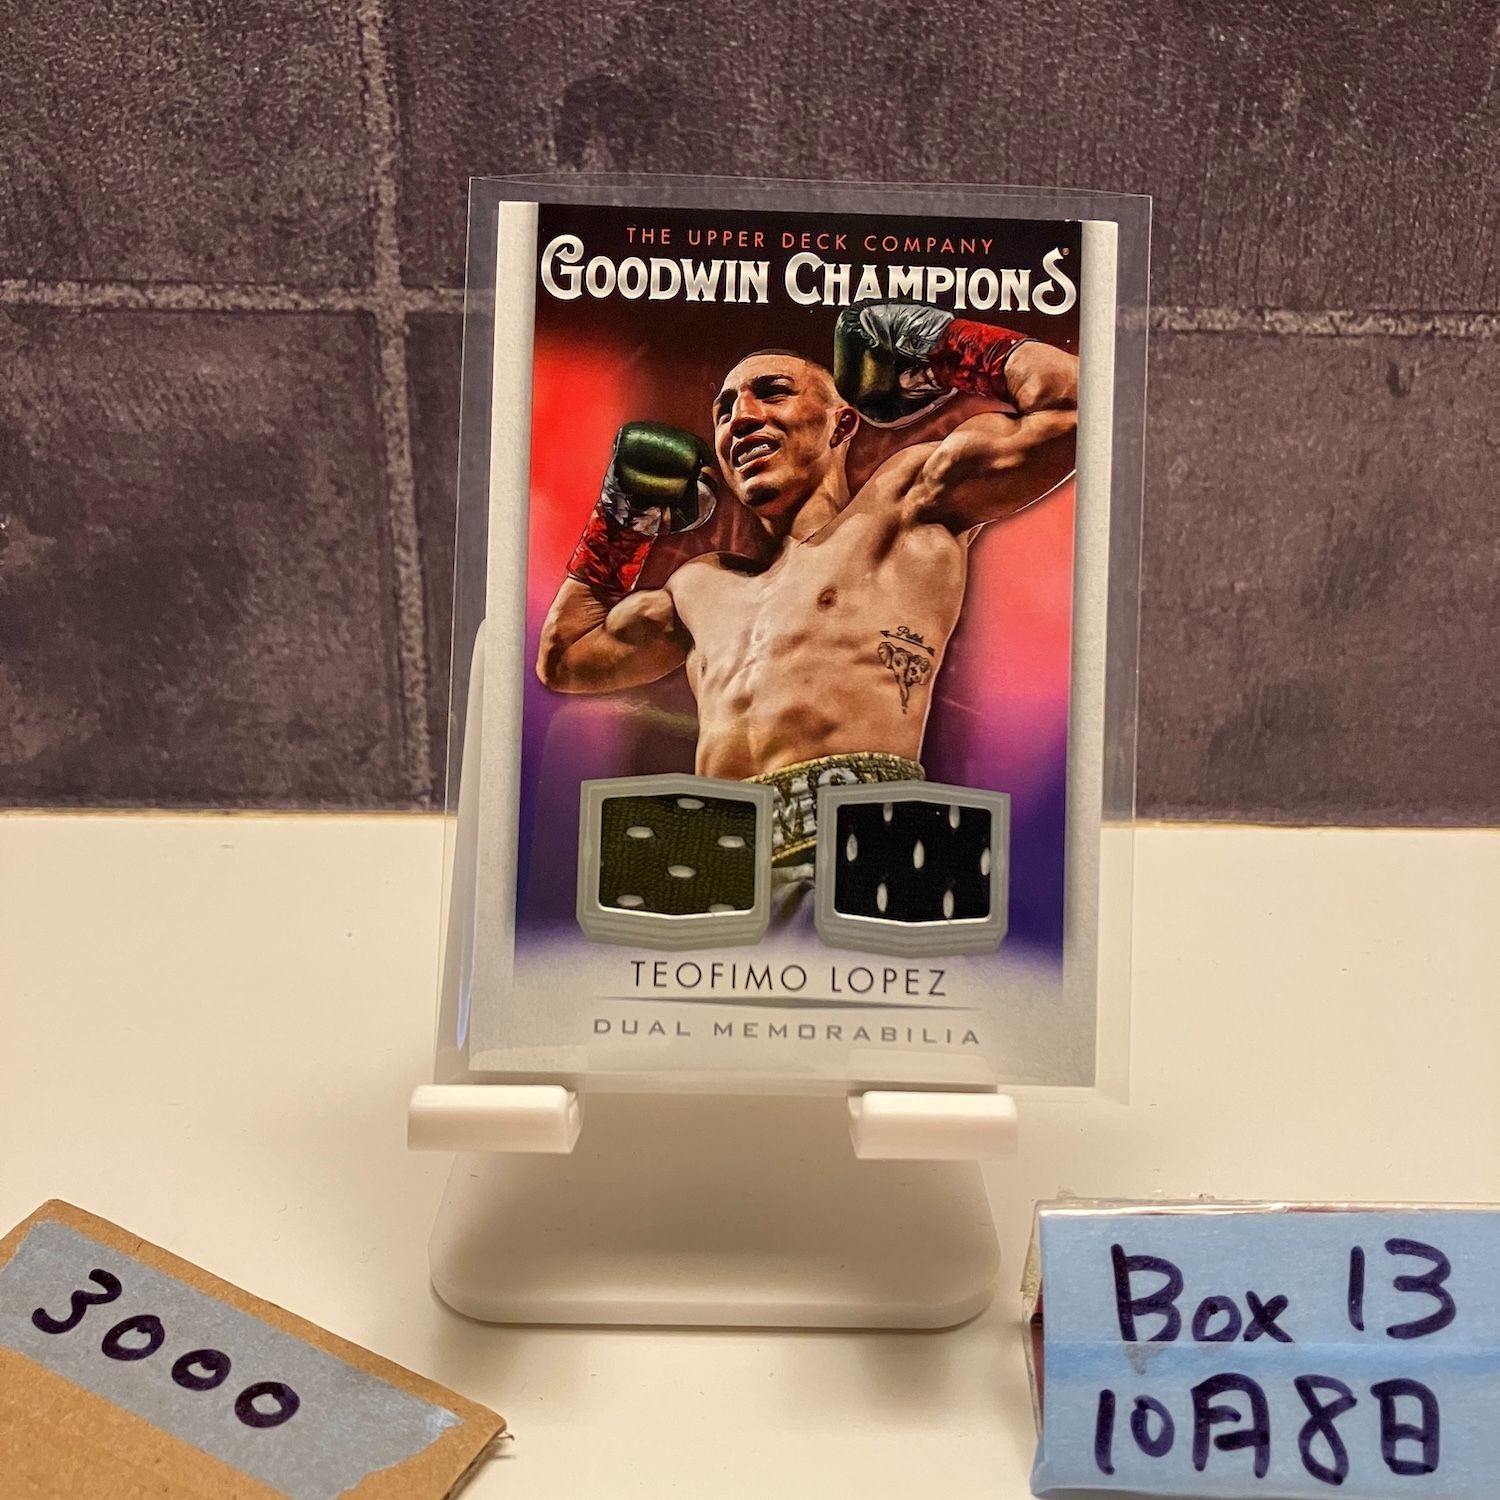 THE UPPER DECK COMPANY
GOODWIN CHAMPIONS®
TEOFIMO LOPEZ
DUAL MEMORABILIA
3000
Box 13
10月8日